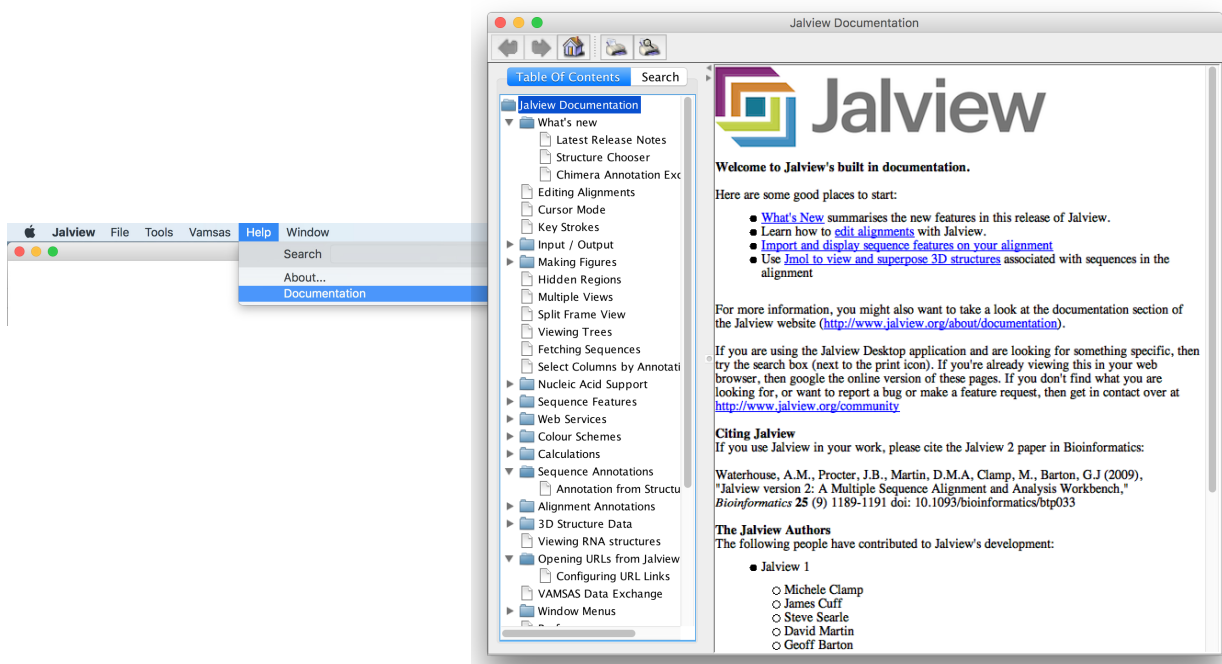 Jalview File Tools Vamsas Help Window
Search
About...
Documentation
Jalview Documentation
Table Of Contents Search
Jalview Documentation
What's new
Latest Release Notes
Structure Chooser
Chimera Annotation Exc
Editing Alignments
Cursor Mode
Key Strokes
Input / Output
Making Figures
Hidden Regions
Multiple Views
Split Frame View
Viewing Trees
Fetching Sequences
Select Columns by Annotati
Nucleic Acid Support
Sequence Features
Web Services
Colour Schemes
Calculations
Sequence Annotations
Annotation from Structu
Alignment Annotations
3D Structure Data
Viewing RNA structures
Opening URLs from Jalview
Configuring URL Links
VAMSAS Data Exchange
Window Menus
Jalview
Welcome to Jalview's built in documentation.
Here are some good places to start:
What's New summarises the new features in this release of Jalview.
Learn how to edit alignments with Jalview.
Import and display sequence features on your alignment
Use Jmol to view and superpose 3D structures associated with sequences in the
alignment
For more information, you might also want to take a look at the documentation section of
the Jalview website (http://www.jalview.org/about/documentation).
If you are using the Jalview Desktop application and are looking for something specific, then
try the search box (next to the print icon). If you're already viewing this in your web
browser, then google the online version of these pages. If you don't find what you are
looking for, or want to report a bug or make a feature request, then get in contact over at
http://www.jalview.org/community
Citing Jalview
If you use Jalview in your work, please cite the Jalview 2 paper in Bioinformatics:
Waterhouse, A.M., Procter, J.B., Martin, D.M.A, Clamp, M., Barton, G.J (2009),
"Jalview version 2: A Multiple Sequence Alignment and Analysis Workbench,"
Bioinformatics 25 (9) 1189-1191 doi: 10.1093/bioinformatics/btp033
The Jalview Authors
The following people have contributed to Jalview's development:
Jalview 1
Michele Clamp
James Cuff
Steve Searle
David Martin
Geoff Barton